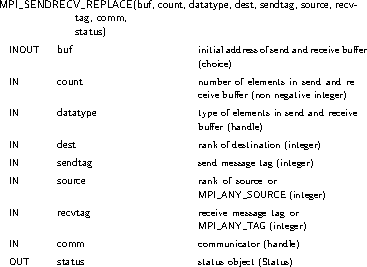 MPI_SENDRECV_REPLACE(buf, count, datatype, dest, sendtag, source, recv-
tag, comm,
status)
INOUT buf initial address of send and receive buffer
(choice)
IN count number of elements in send and re
ceive buffer (non negative integer)
IN datatype type of elements in send and receive
buffer (handle)
IN dest rank of destination (integer)
IN sendtag send message tag (integer)
IN source rank of source or
MPI_ANY_SOURCE (integer)
IN recvtag receive message tag or
MPI_ANY_TAG (integer)
IN comm communicator (handle)
OUT status status object (Status)